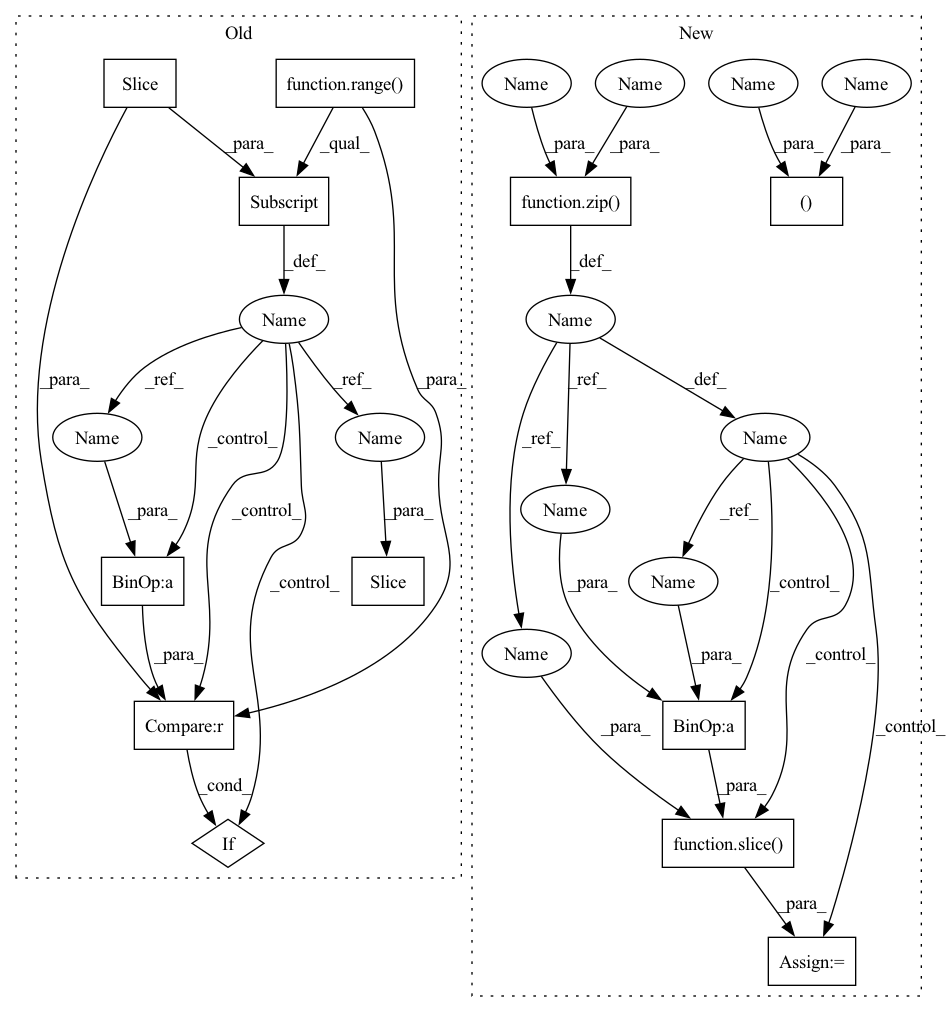 Old
New
Slice
function.range()
Name
Name
Name
Name
_para_
_qual_
_para_
_para_
_para_
_para_
Subscript
function.zip()
()
_def_
_def_
Name
Name
_para_
_ref_
_ref_
_para_
_ref_
_def_
Name
_control_
Name
_ref_
Name
_para_
_control_
_para_
Name
_ref_
BinOp:a
_control_
Slice
_para_
Name
_control_
_para_
Name
_para_
_control_
Compare:r
_para_
BinOp:a
_control_
_cond_
_para_
If
function.slice()
_para_
Assign:=